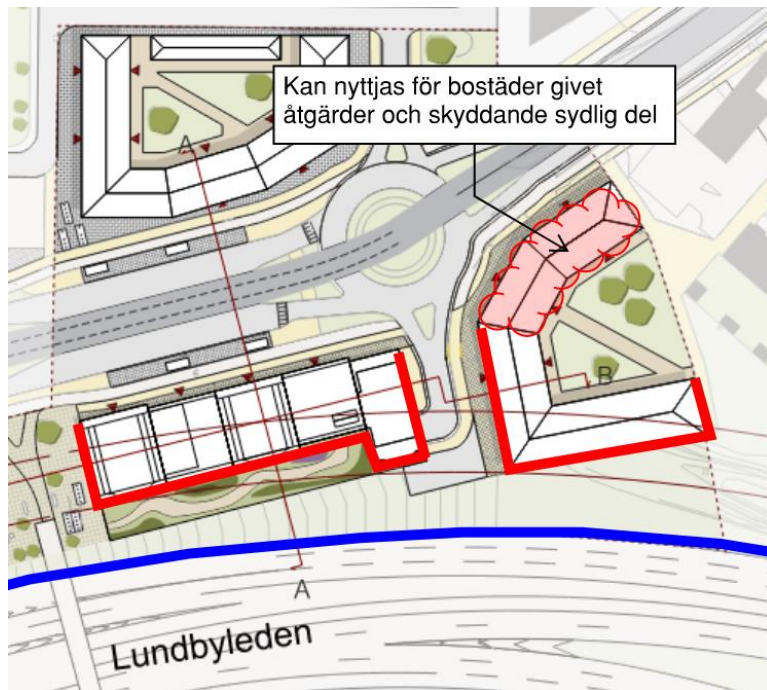 Kan nyttjas för bostäder givet
åtgärder och skyddande sydlig del
A
B
A
Lundbyleden